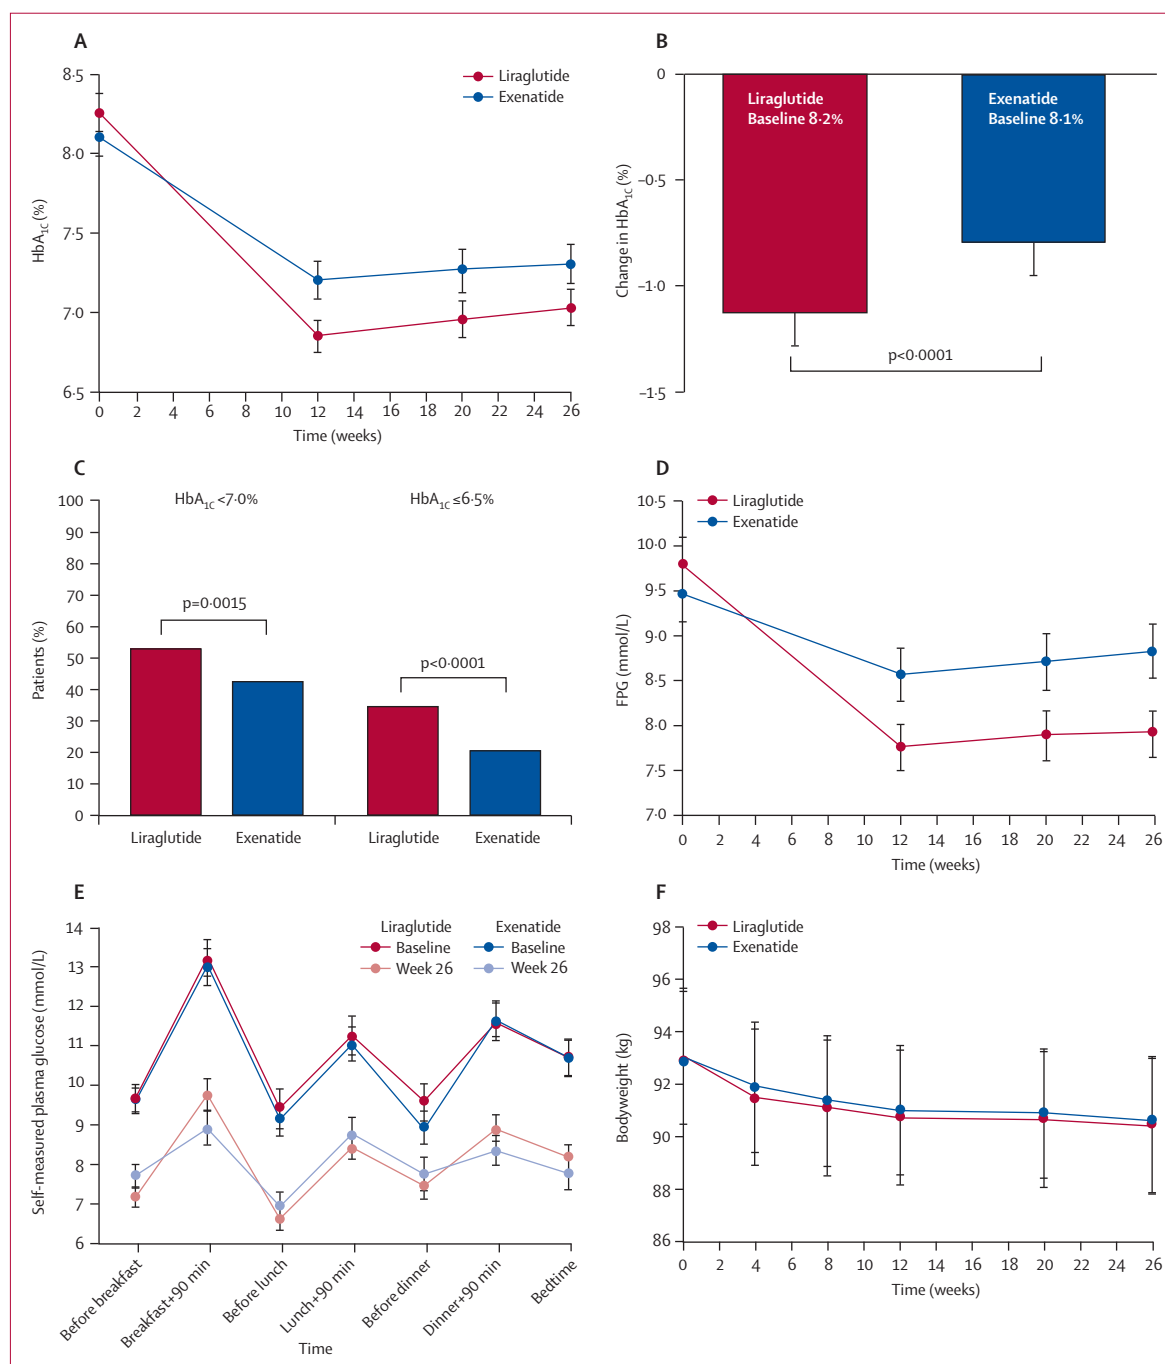 A
8·5
8·0
7·5
7·0
6·5
HbA1C (%)
Liraglutide
Exenatide
0 2 4 6 8 10 12 14 16 18 20 22 24 26
Time (weeks)
B
0
–0·5
–1·0
–1·5
Change in HbA1C (%)
Liraglutide
Baseline 8·2%
Exenatide
Baseline 8·1%
p<0·0001
C
100
90
80
70
60
50
40
30
20
10
0
Patients (%)
HbA1C <7·0%
HbA1C ≤6·5%
p=0·0015
p<0·0001
Liraglutide Exenatide Liraglutide Exenatide
D
10·5
10·0
9·5
9·0
8·5
8·0
7·5
7·0
FPG (mmol/L)
Liraglutide
Exenatide
0 2 4 6 8 10 12 14 16 18 20 22 24 26
Time (weeks)
E
14
13
12
11
10
9
8
7
6
Self-measured plasma glucose (mmol/L)
Liraglutide Exenatide
Baseline Baseline
Week 26 Week 26
Before breakfast
Breakfast+90 min
Before lunch
Lunch+90 min
Before dinner
Dinner+90 min
Bedtime
Time
F
98
96
94
92
90
88
86
Bodyweight (kg)
Liraglutide
Exenatide
0 2 4 6 8 10 12 14 16 18 20 22 24 26
Time (weeks)